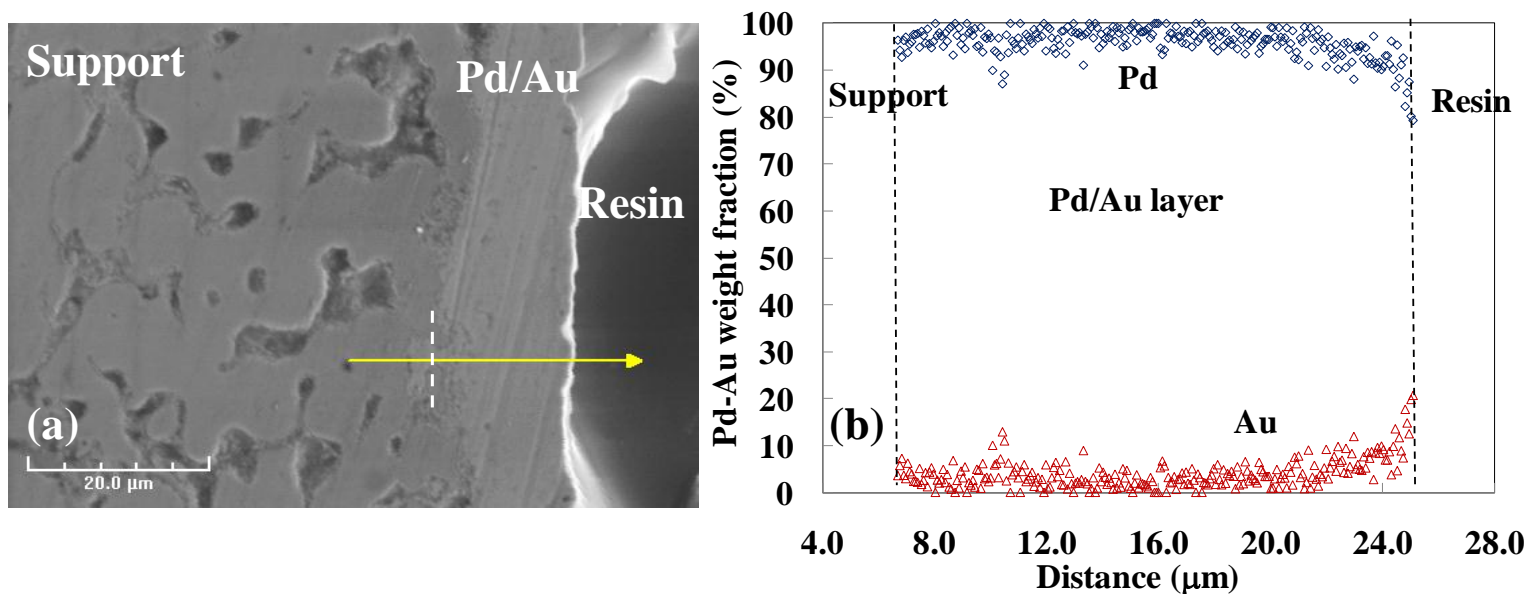 Support
Pd/Au
Resin
(a)
20.0 μm
Pd-Au weight fraction (%)
100
90
80
70
60
50
40
30
20
10
0
Support
Pd
Resin
Pd/Au layer
Au
(b)
4.0 8.0 12.0 16.0 20.0 24.0 28.0
Distance (μm)